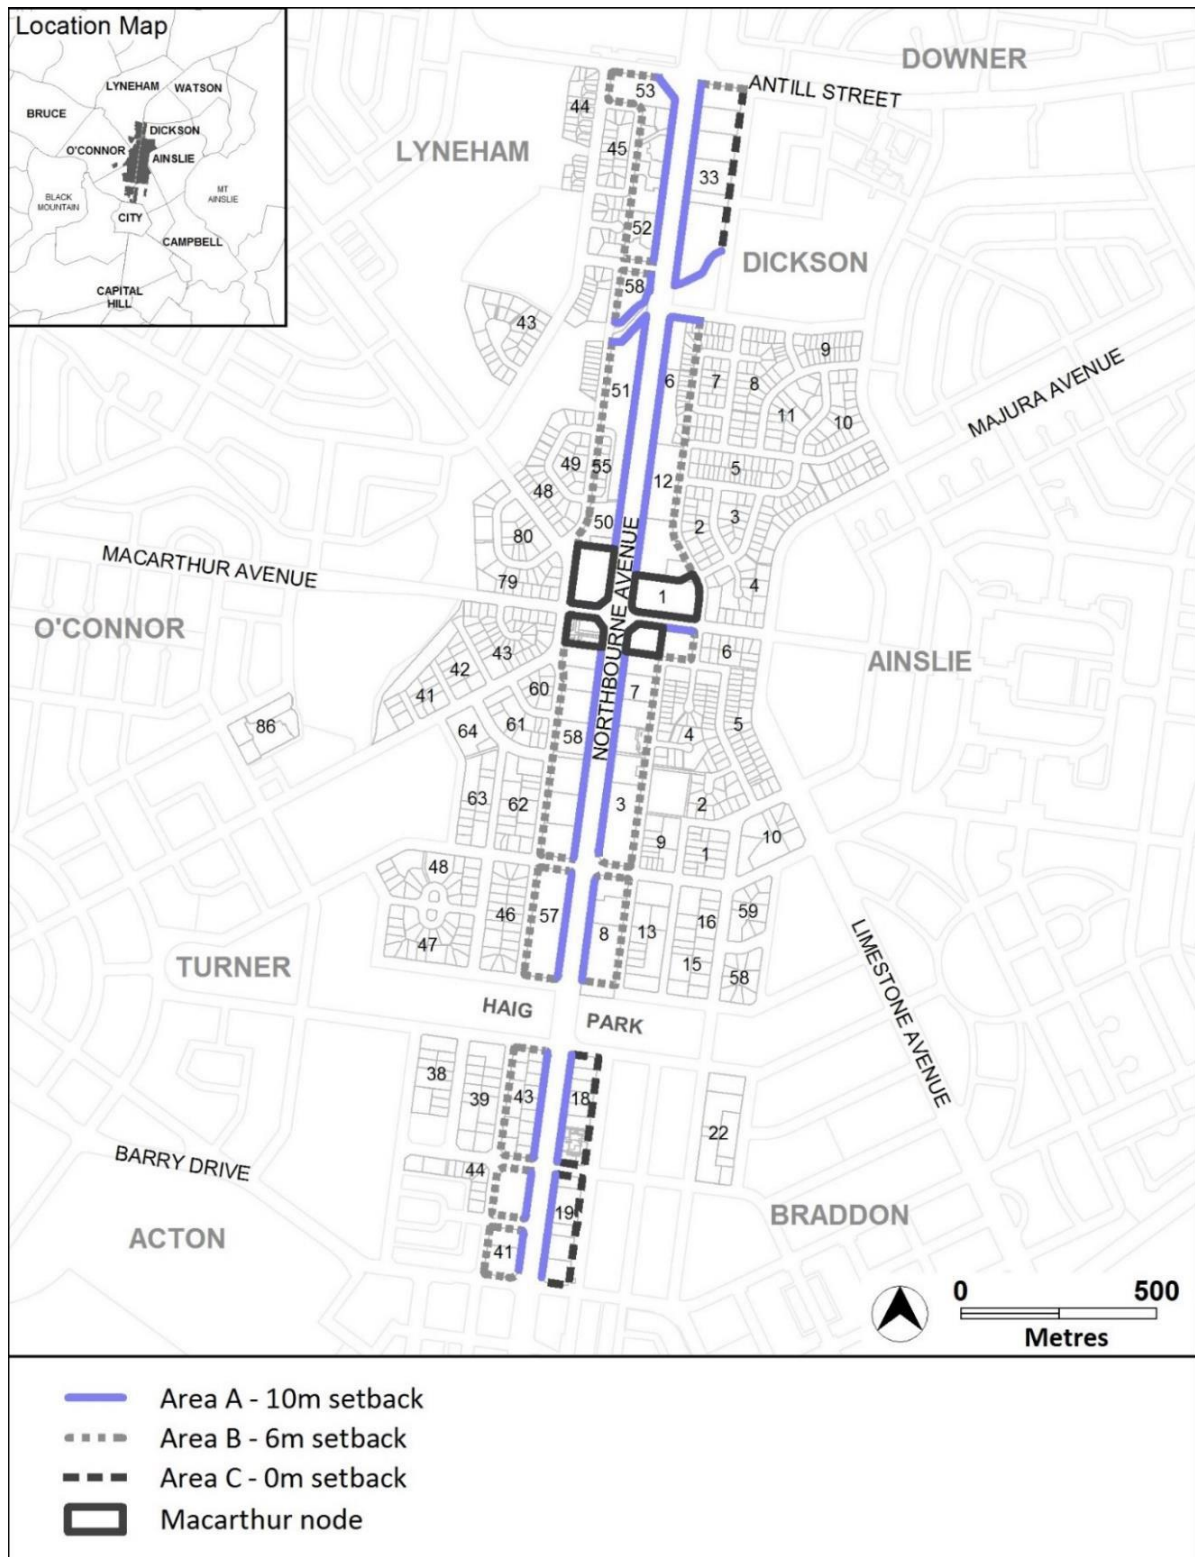 Location Map
LYNEHAM
WATSON
BRUCE
DICKSON
O'CONNOR
AINSLIE
BLACK
MOUNTAIN
MT
AINSLIE
CITY
CAMPBELL
CAPITAL
HILL
DOWNER
53
ANTILL STREET
44
LYNEHAM
45
33
52
DICKSON
58
43
9
51
6
7
8
MAJURA AVENUE
11
10
49
55
5
48
12
50
2
3
80
MACARTHUR AVENUE
79
1
4
O'CONNOR
NORTHBOURNE AVENUE
43
6
AINSLIE
42
41
60
7
86
64
61
58
4
5
63
62
3
2
9
1
10
48
46
57
8
13
16
59
47
15
58
TURNER
LIMESTONE AVENUE
HAIG
PARK
38
39
43
18
22
BARRY DRIVE
44
19
BRADDON
ACTON
41
0
500
Metres
Area A - 10m setback
Area B - 6m setback
Area C - 0m setback
Macarthur node